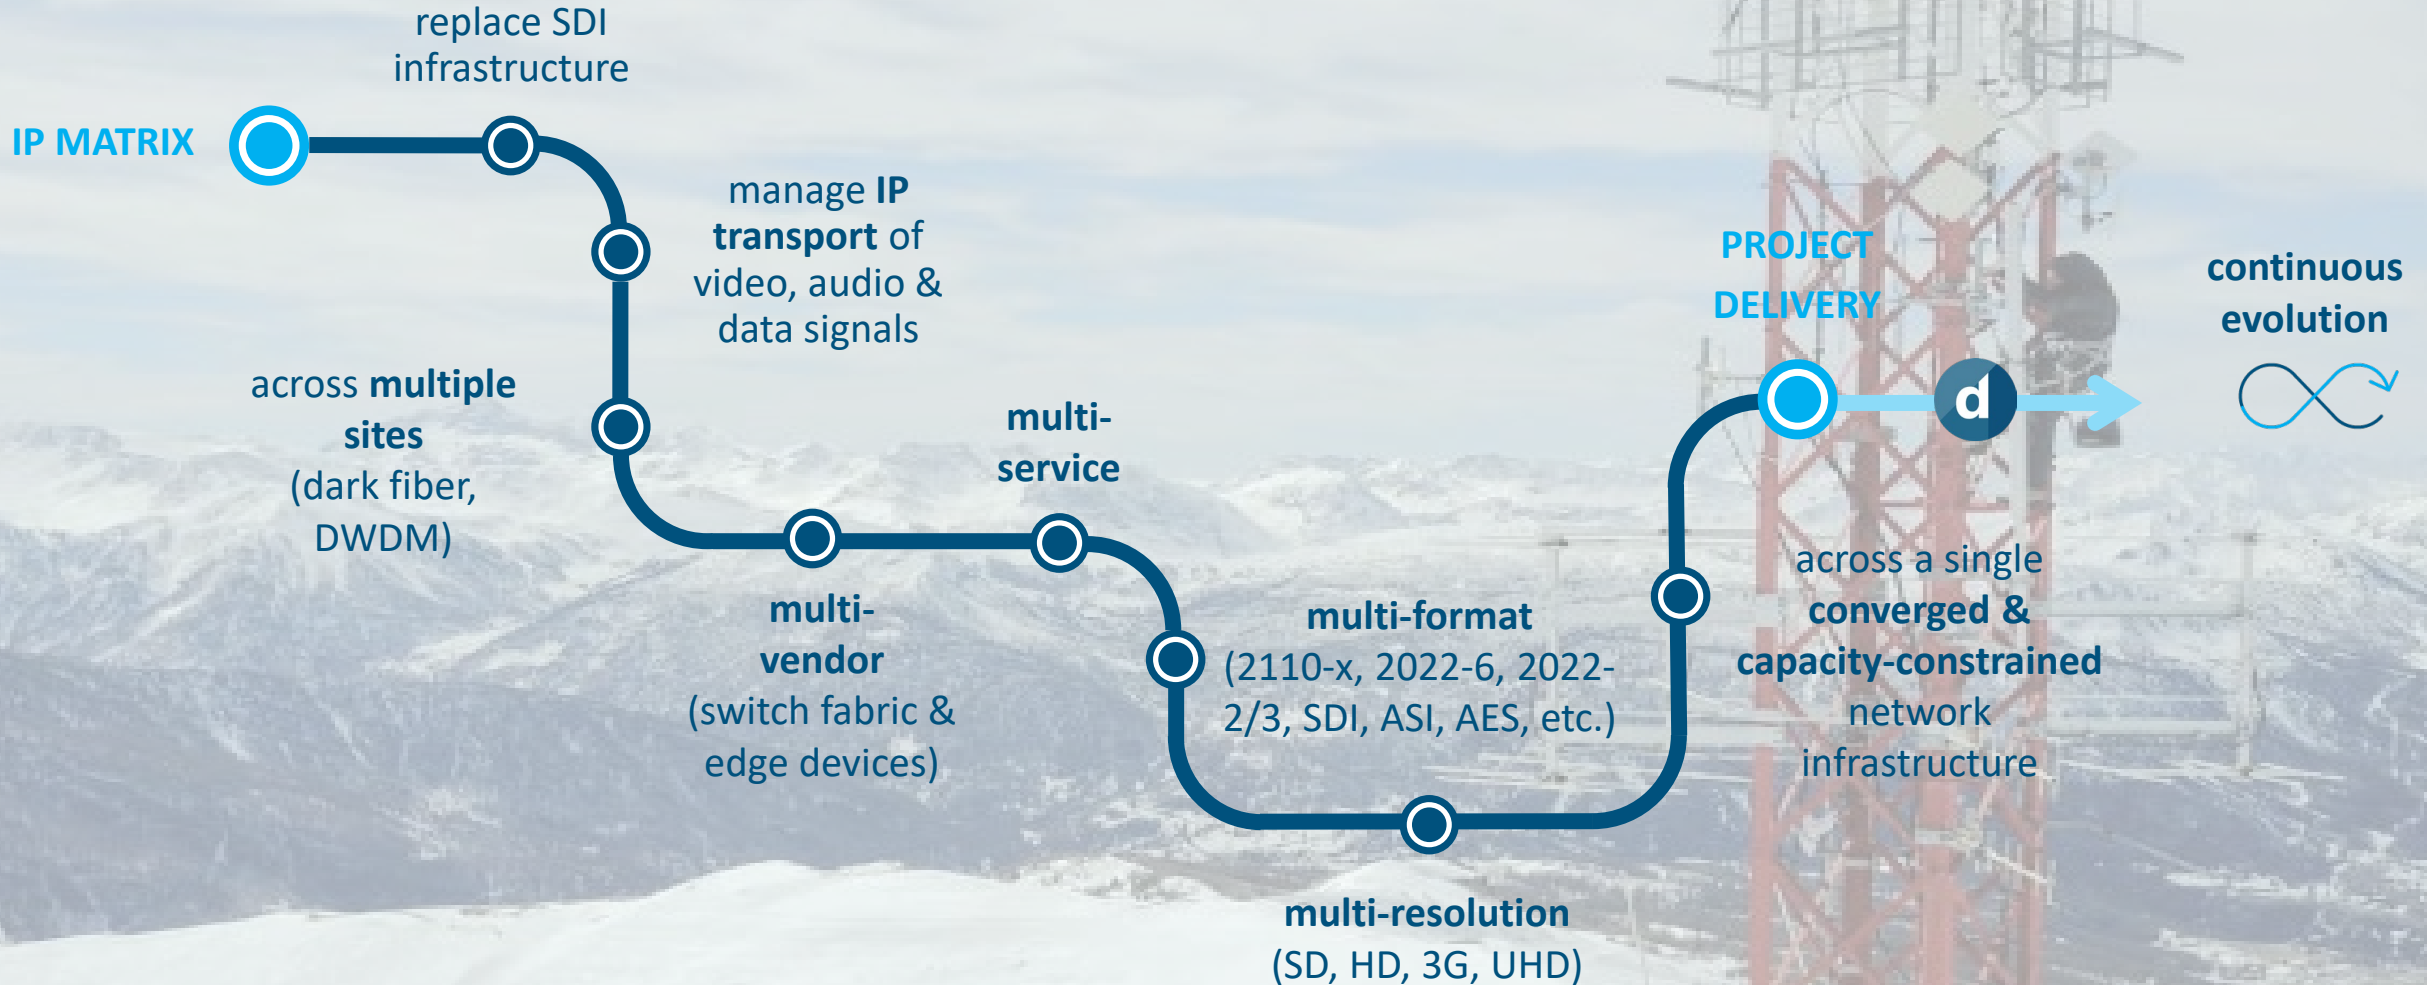 replace SDI
infrastructure
IP MATRIX
manage IP
transport of
video, audio &
data signals
across multiple
sites
(dark fiber,
DWDM)
multi-
vendor
(switch fabric &
edge devices)
multi-
service
multi-format
(2110-x, 2022-6, 2022-
2/3, SDI, ASI, AES, etc.)
multi-resolution
(SD, HD, 3G, UHD)
across a single
converged &
capacity-constrained
network
infrastructure
PROJECT
DELIVERY
d
continuous
evolution